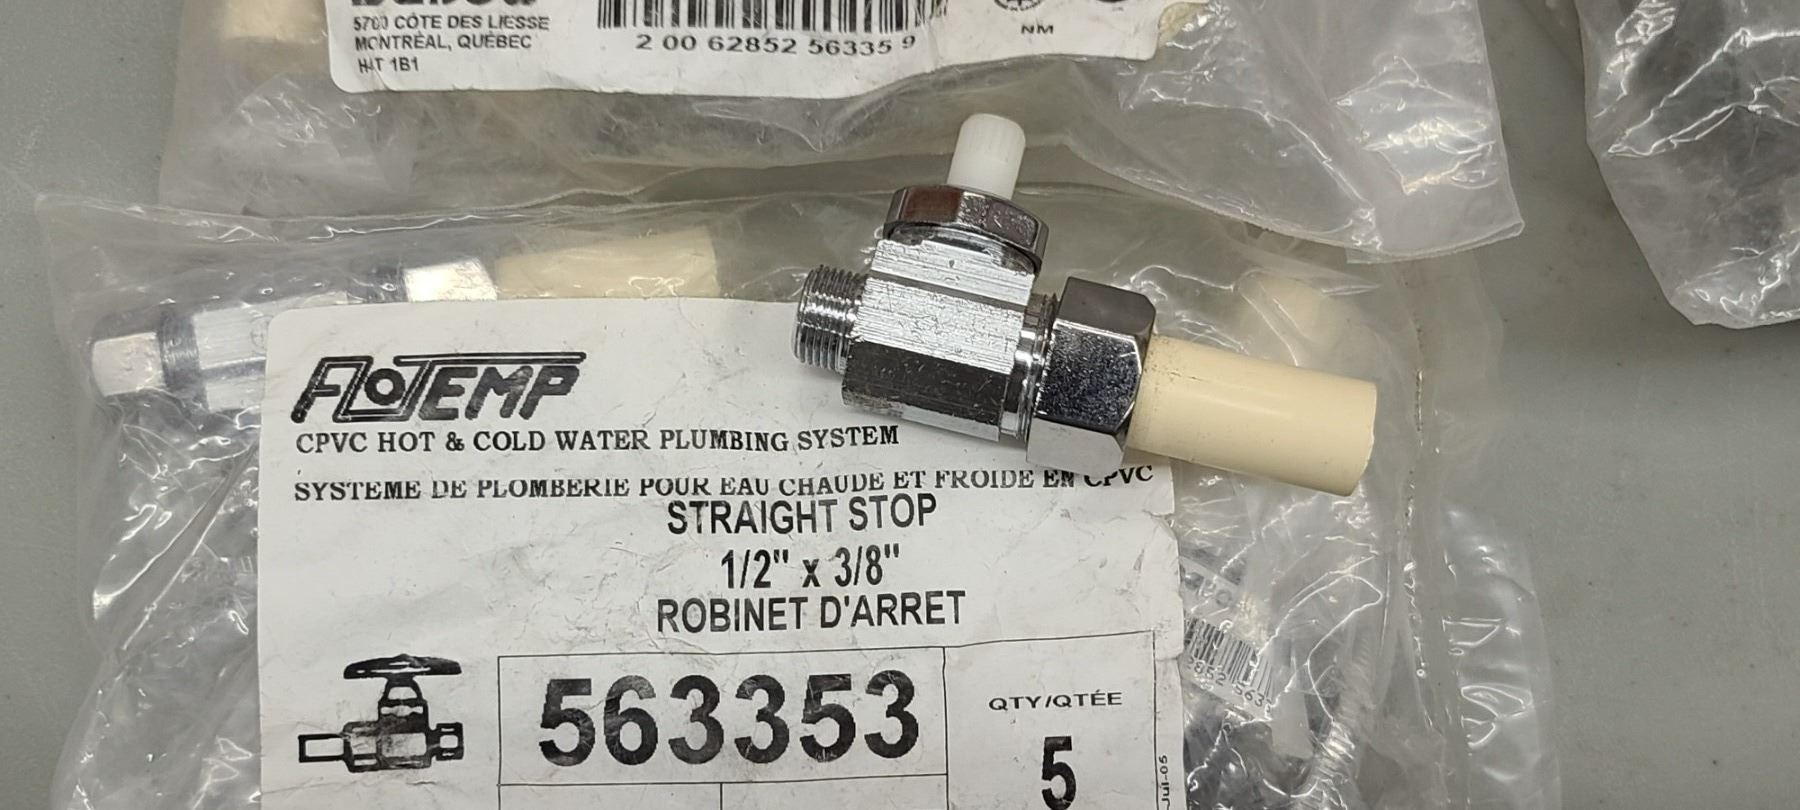 5700 CÔTE DES LIESSE
MONTRÉAL, QUÉBEC
H4T 1B1
2 00 62852 56335 9
NM
FLOTEMP
CPVC HOT & COLD WATER PLUMBING SYSTEM
SYSTEME DE PLOMBERIE POUR EAU CHAUDE ET FROIDE EN CPVC
STRAIGHT STOP
1/2" x 3/8"
ROBINET D'ARRET
563353
QTY/QTÉE
5
Jul-05